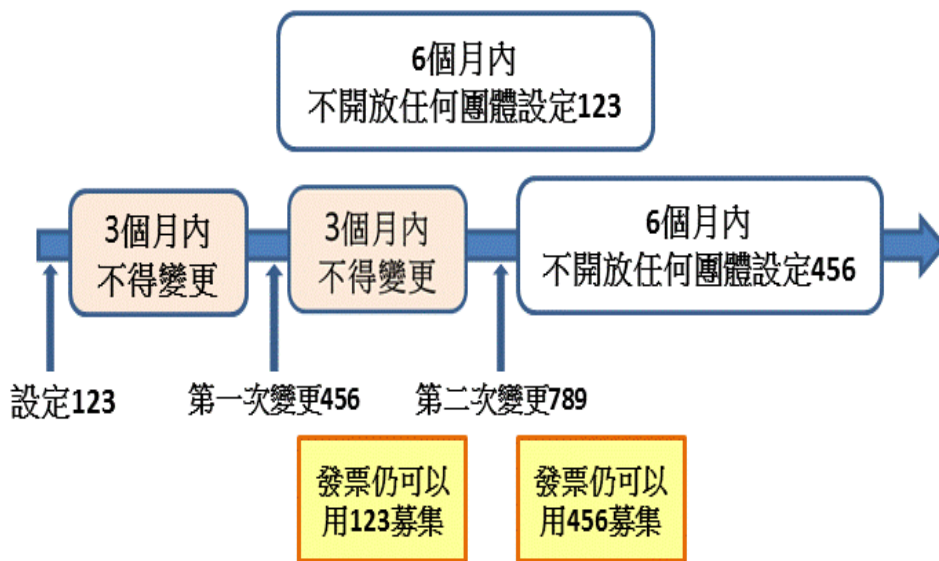 6個月內
不開放任何團體設定123
3個月內
不得變更
3個月內
不得變更
6個月內
不開放任何團體設定456
設定123
第一次變更456
第二次變更789
發票仍可以
用123募集
發票仍可以
用456募集